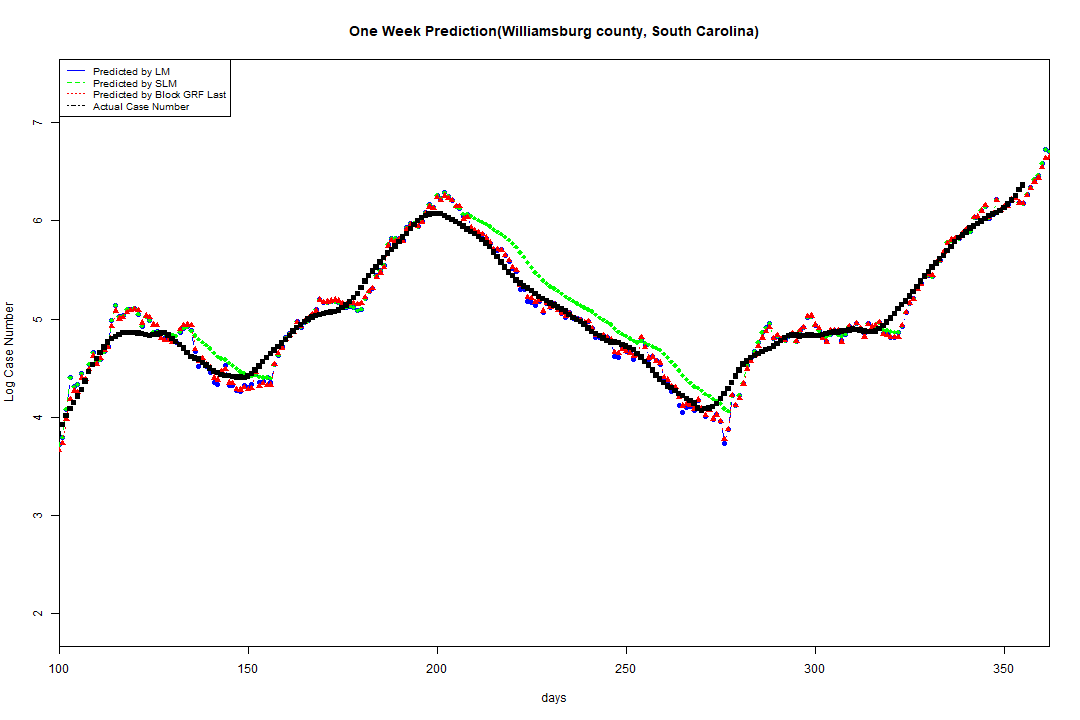 One Week Prediction(Williamsburg county, South Carolina)
Predicted by LM
Predicted by SLM
Predicted by Block GRF Last
Actual Case Number
7
6
5
4
3
2
Log Case Number
100 150 200 250 300 350
days